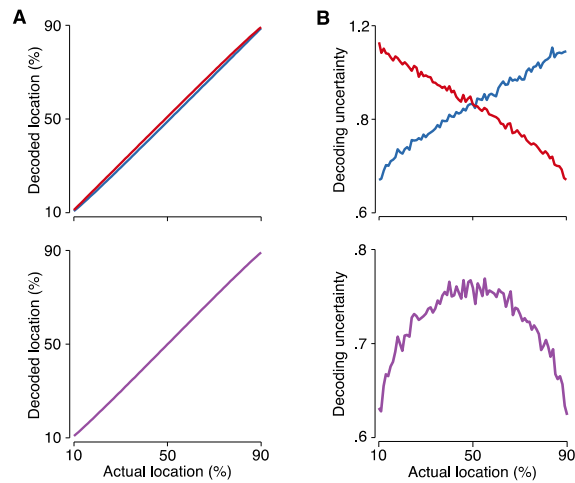 A
B
Decoded location (%)
90
50
10
Decoding uncertainty
1.2
.8
.6
Decoded location (%)
90
50
10
10
50
90
Actual location (%)
Decoding uncertainty
.8
.7
.6
10
50
90
Actual location (%)